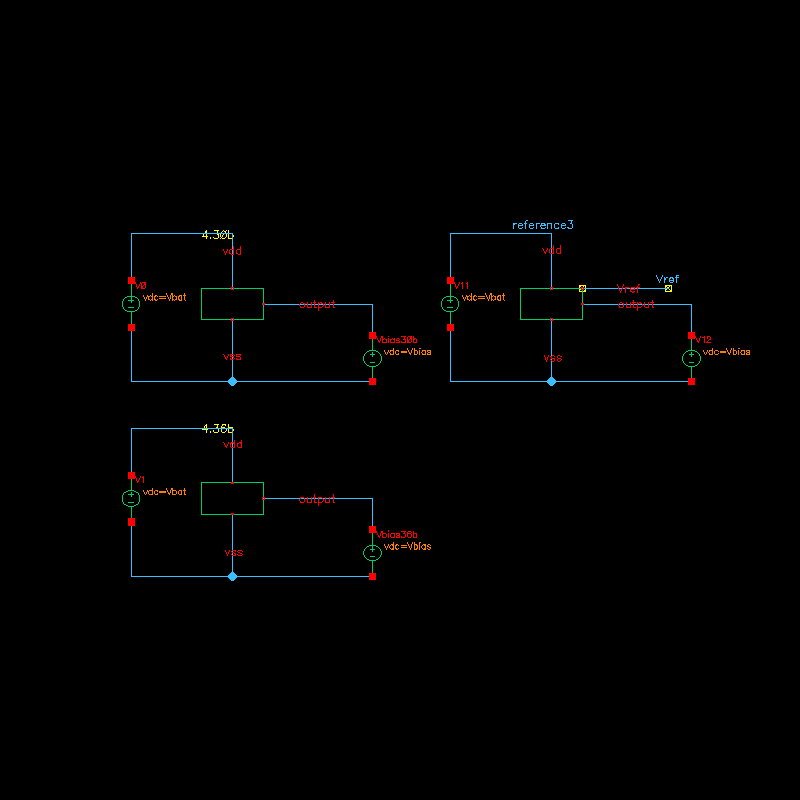 4.30b
vdd
V0
vdc=Vbat
output
Vbias30b
vdc=Vbias
vss
reference3
vdd
V11
vdc=Vbat
Vref
Vref
output
V12
vdc=Vbias
vss
4.36b
vdd
V1
vdc=Vbat
output
Vbias36b
vdc=Vbias
vss